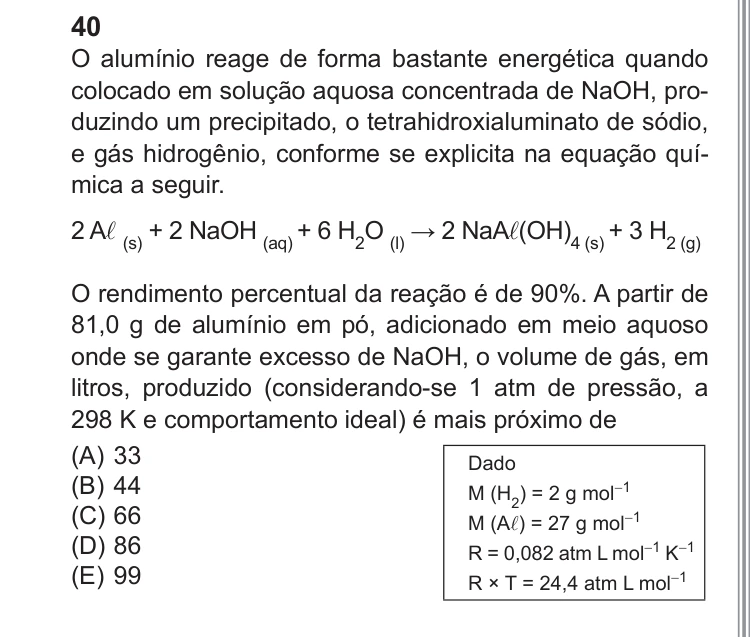 40
O alumínio reage de forma bastante energética quando
colocado em solução aquosa concentrada de NaOH, pro-
duzindo um precipitado, o tetrahidroxialuminato de sódio,
e gás hidrogênio, conforme se explicita na equação quí-
mica a seguir.
2 Aℓ (s) + 2 NaOH (aq) + 6 H₂O (l) → 2 NaAℓ(OH)₄ (s) + 3 H₂ (g)
O rendimento percentual da reação é de 90%. A partir de
81,0 g de alumínio em pó, adicionado em meio aquoso
onde se garante excesso de NaOH, o volume de gás, em
litros, produzido (considerando-se 1 atm de pressão, a
298 K e comportamento ideal) é mais próximo de
(A) 33
(B) 44
(C) 66
(D) 86
(E) 99
Dado
M (H₂) = 2 g mol⁻¹
M (Aℓ) = 27 g mol⁻¹
R = 0,082 atm L mol⁻¹ K⁻¹
R × T = 24,4 atm L mol⁻¹